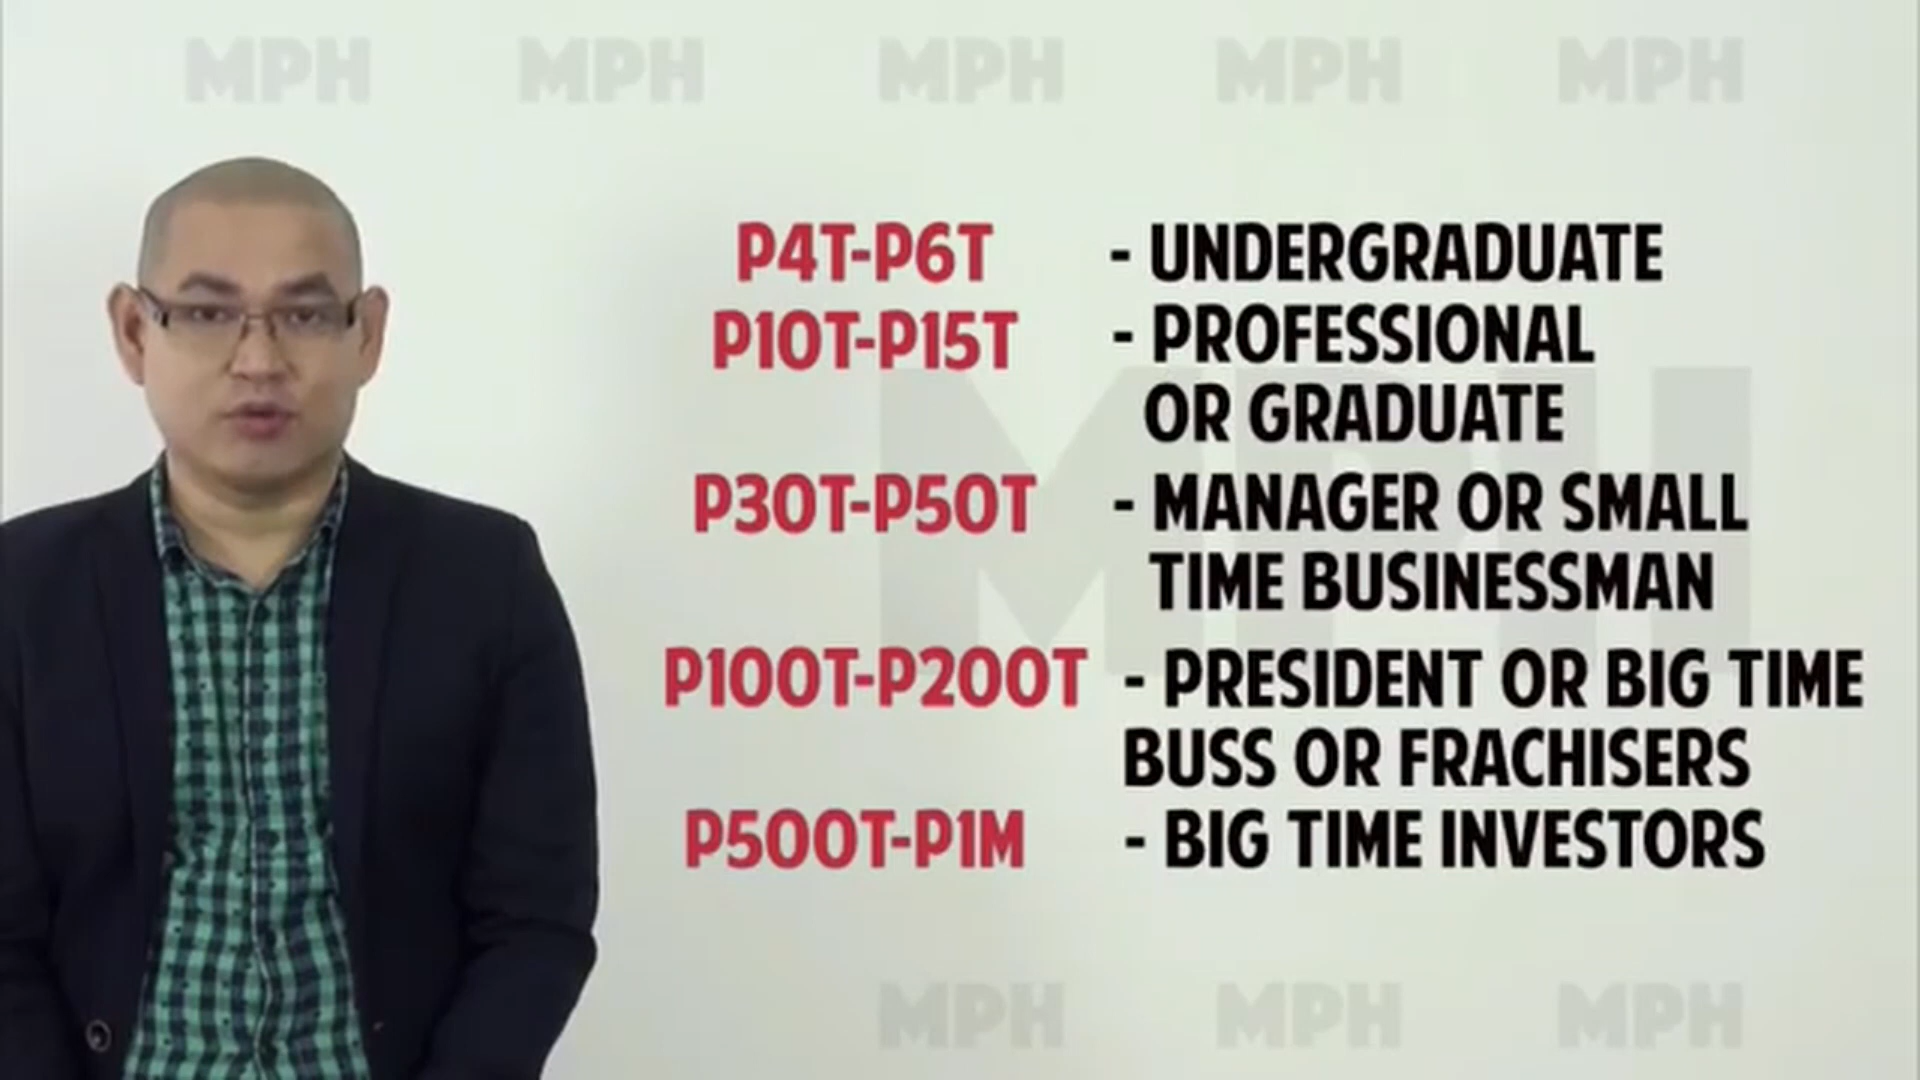 MPH MPH MPH MPH MPH
P4T-P6T - UNDERGRADUATE
P10T-P15T - PROFESSIONAL
OR GRADUATE
P30T-P50T - MANAGER OR SMALL
TIME BUSINESSMAN
MPH
P100T-P200T - PRESIDENT OR BIG TIME
BUSS OR FRACHISERS
P500T-P1M - BIG TIME INVESTORS
MPH MPH MPH